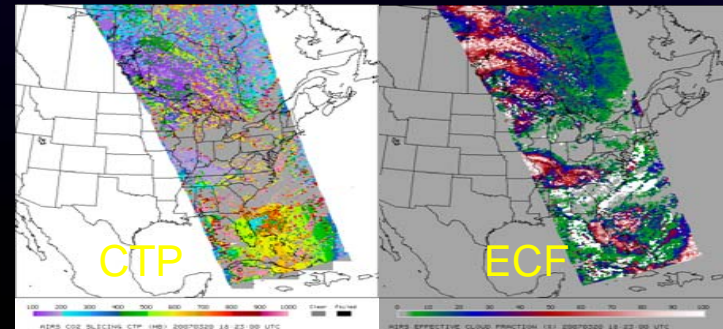 CTP
ECF
100 200 300 400 500 600 700 800 900 1000 Clear Failed
0 10 20 30 40 50 60 70 80 90 100
AIRS CO2 SLICING CTP (MB) 20070320 18-23-00 UTC
AIRS EFFECTIVE CLOUD FRACTION (%) 20070320 18-23-00 UTC